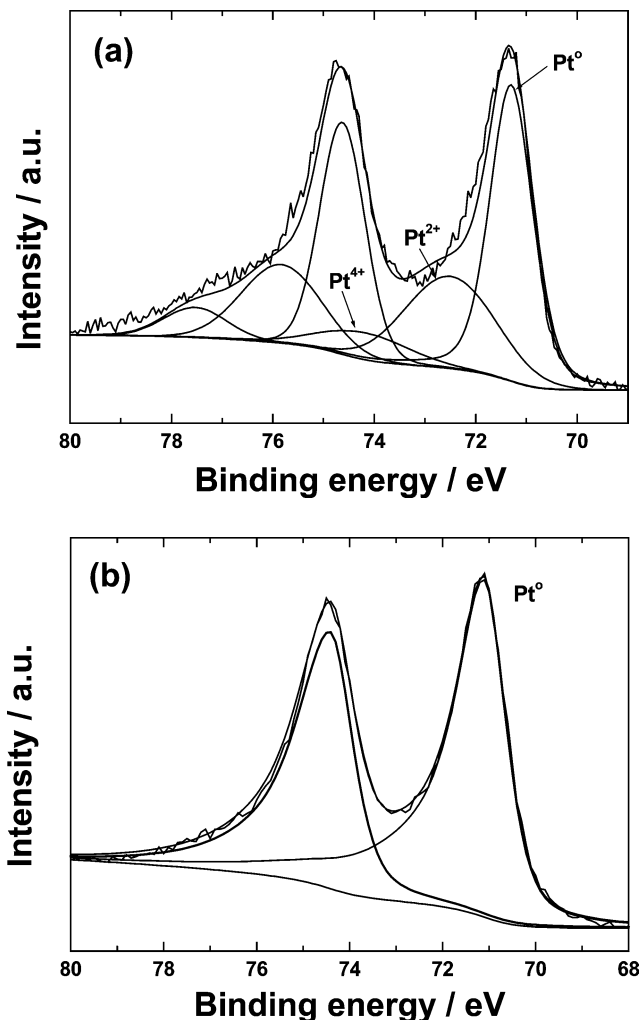 (a)
Pt°
Pt2+
Pt4+
Intensity / a.u.
80 78 76 74 72 70
Binding energy / eV
(b)
Pt°
Intensity / a.u.
80 78 76 74 72 70 68
Binding energy / eV